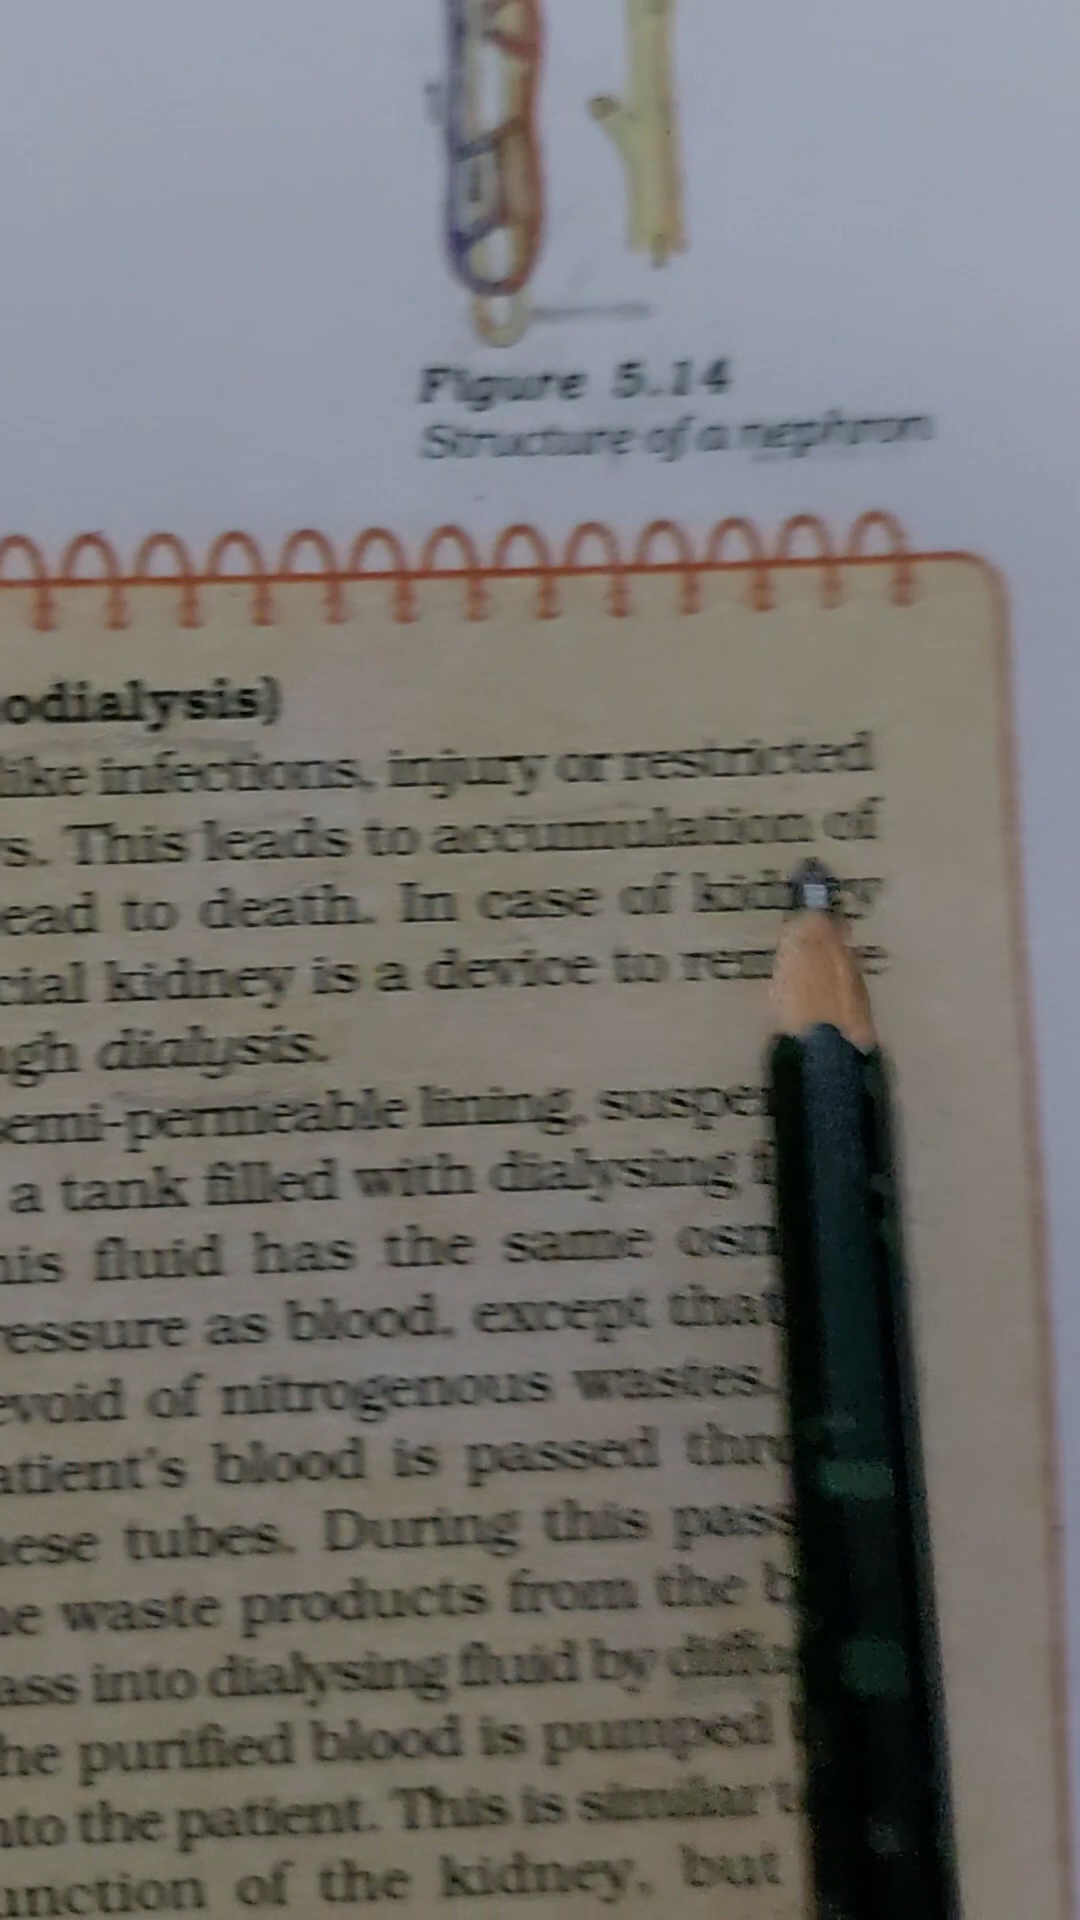 Figure 5.14
Structure of a nephron
odialysis)
like infections, injury or restricted
s. This leads to accumulation of
ead to death. In case of
cial kidney is a device to
gh dialysis.
emi-permeable lining,
a tank filled with dialysing
his fluid has the same
ressure as blood, except
evoid of nitrogenous wastes.
atient's blood is passed
hese tubes. During this
he waste products from the
ass into dialysing fluid by
he purified blood is pumped
nto the patient. This is similar
unction of the kidney, but